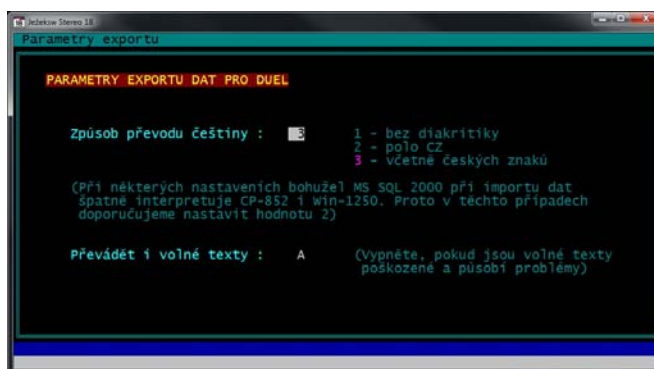 Ježeksw Stereo 18
Parametry exportu
PARAMETRY EXPORTU DAT PRO DUEL
Způsob převodu češtiny : 3 1 - bez diakritiky
2 - polo CZ
3 - včetně českých znaků
(Při některých nastaveních bohužel MS SQL 2000 při importu dat
špatně interpretuje CP-852 i Win-1250. Proto v těchto případech
doporučujeme nastavit hodnotu 2)
Převádět i volné texty : A (Vypněte, pokud jsou volné texty
poškozené a působí problémy)